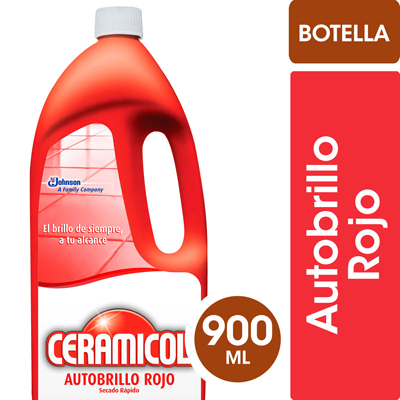 BOTELLA
Autobrillo
Rojo
SC Johnson
A Family Company
El brillo de siempre,
a tu alcance
CERAMICOL
AUTOBRILLO ROJO
Secado Rápido
900
ML